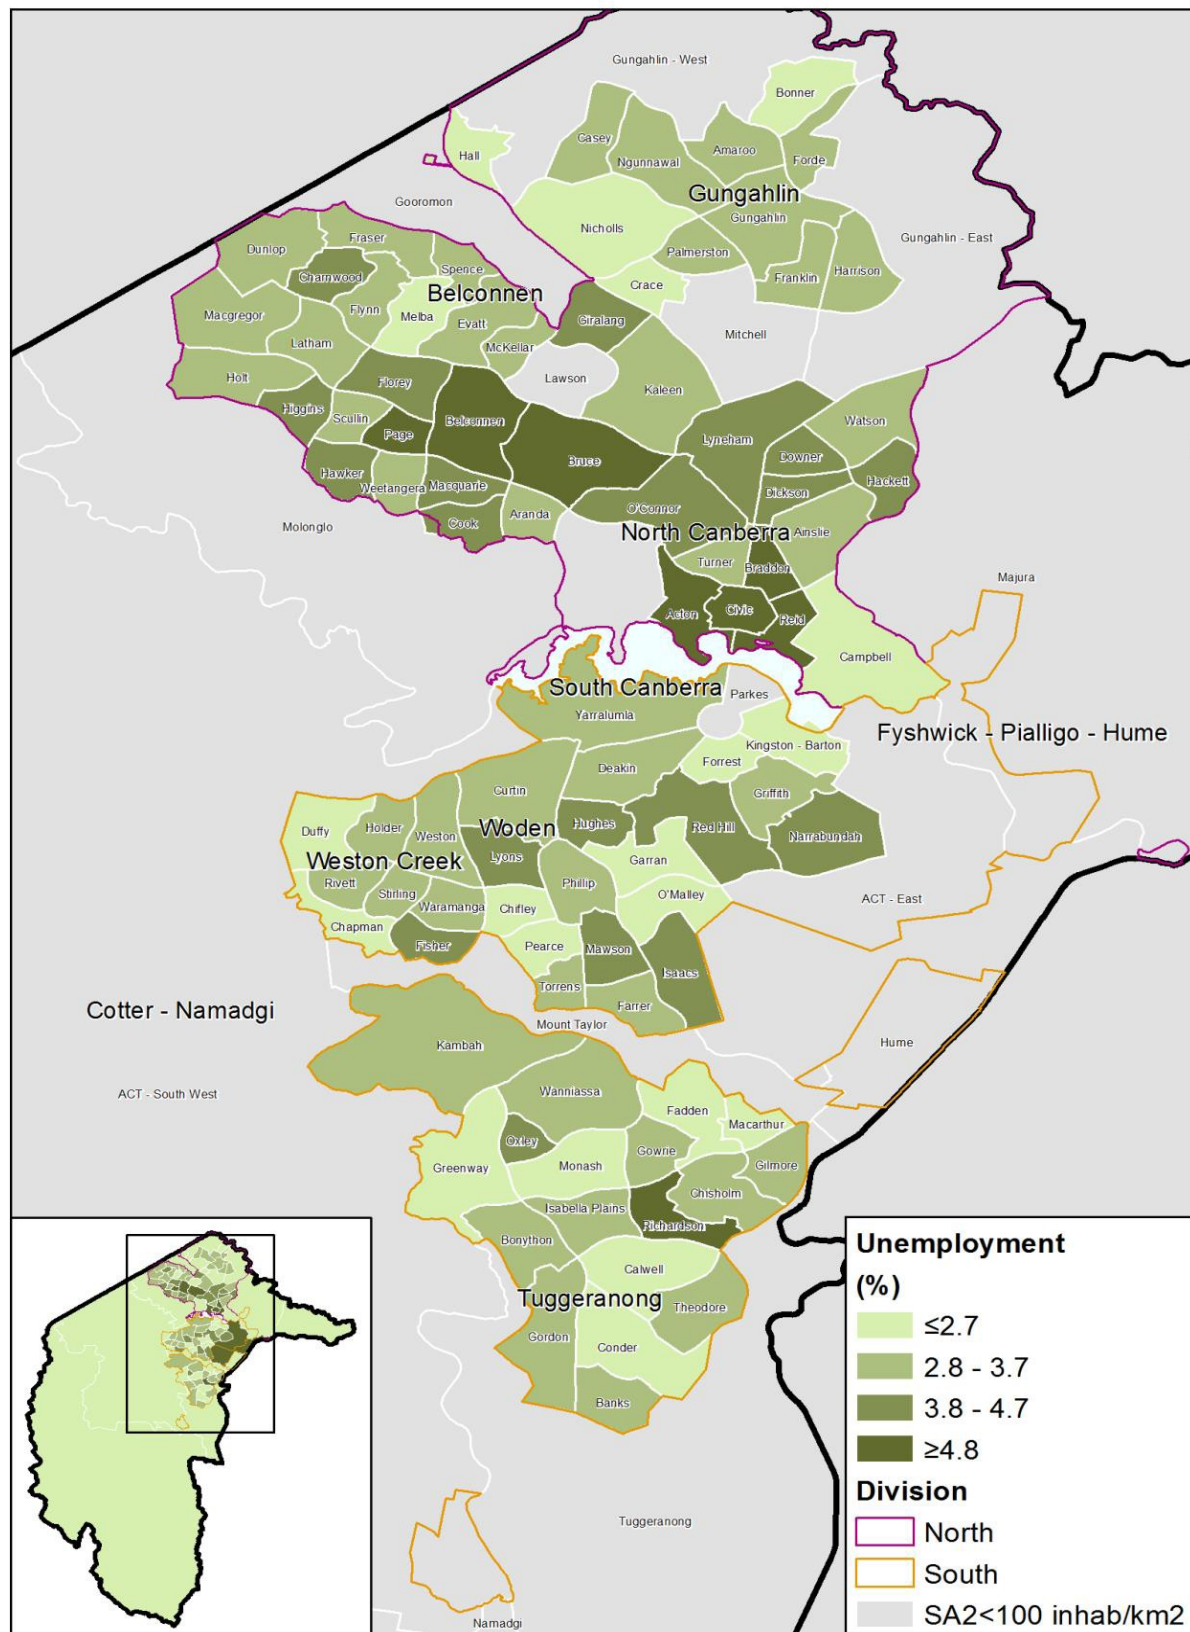 Gungahlin - West
Bonner
Casey
Amaroo
Hall
Ngunnawal
Forde
Gungahlin
Gooromon
Gungahlin
Nicholls
Gungahlin - East
Dunlop
Fraser
Palmerston
Spence
Charnwood
Franklin
Harrison
Crace
Belconnen
Flynn
Melba
Macgregor
Evatt
Giralang
Mitchell
Latham
McKellar
Lawson
Holt
Florey
Kaleen
Higgins
Scullin
Belconnen
Watson
Page
Lyneham
Bruce
Downer
Hawker
Weetangera
Macquarie
Hackett
Dickson
O'Connor
Aranda
Cook
Molonglo
North Canberra
Ainslie
Turner
Braddon
Majura
Civic
Acton
Reid
Campbell
South Canberra
Parkes
Yarralumla
Fyshwick - Pialligo - Hume
Kingston - Barton
Forrest
Deakin
Curtin
Griffith
Hughes
Red Hill
Duffy
Holder
Weston
Woden
Narrabundah
Weston Creek
Lyons
Garran
Rivett
Phillip
Stirling
O'Malley
Waramanga
Chifley
ACT - East
Chapman
Fisher
Pearce
Mawson
Isaacs
Torrens
Farrer
Cotter - Namadgi
Mount Taylor
Kambah
Hume
ACT - South West
Wanniassa
Fadden
Macarthur
Oxley
Gowrie
Greenway
Monash
Gilmore
Chisholm
Isabella Plains
Richardson
Bonython
Calwell
Tuggeranong
Theodore
Gordon
Conder
Banks
Tuggeranong
Namadgi
Unemployment
(%)
≤2.7
2.8 - 3.7
3.8 - 4.7
≥4.8
Division
North
South
SA2<100 inhab/km2